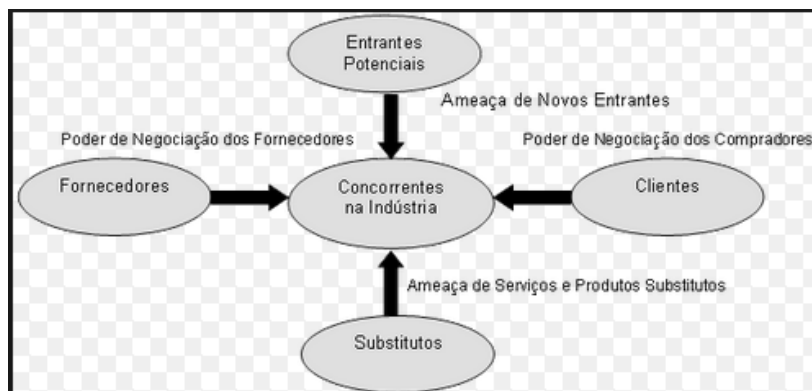 Entrantes
Potenciais
Ameaça de Novos Entrantes
Poder de Negociação dos Fornecedores
Poder de Negociação dos Compradores
Fornecedores
Concorrentes
na Indústria
Clientes
Ameaça de Serviços e Produtos Substitutos
Substitutos